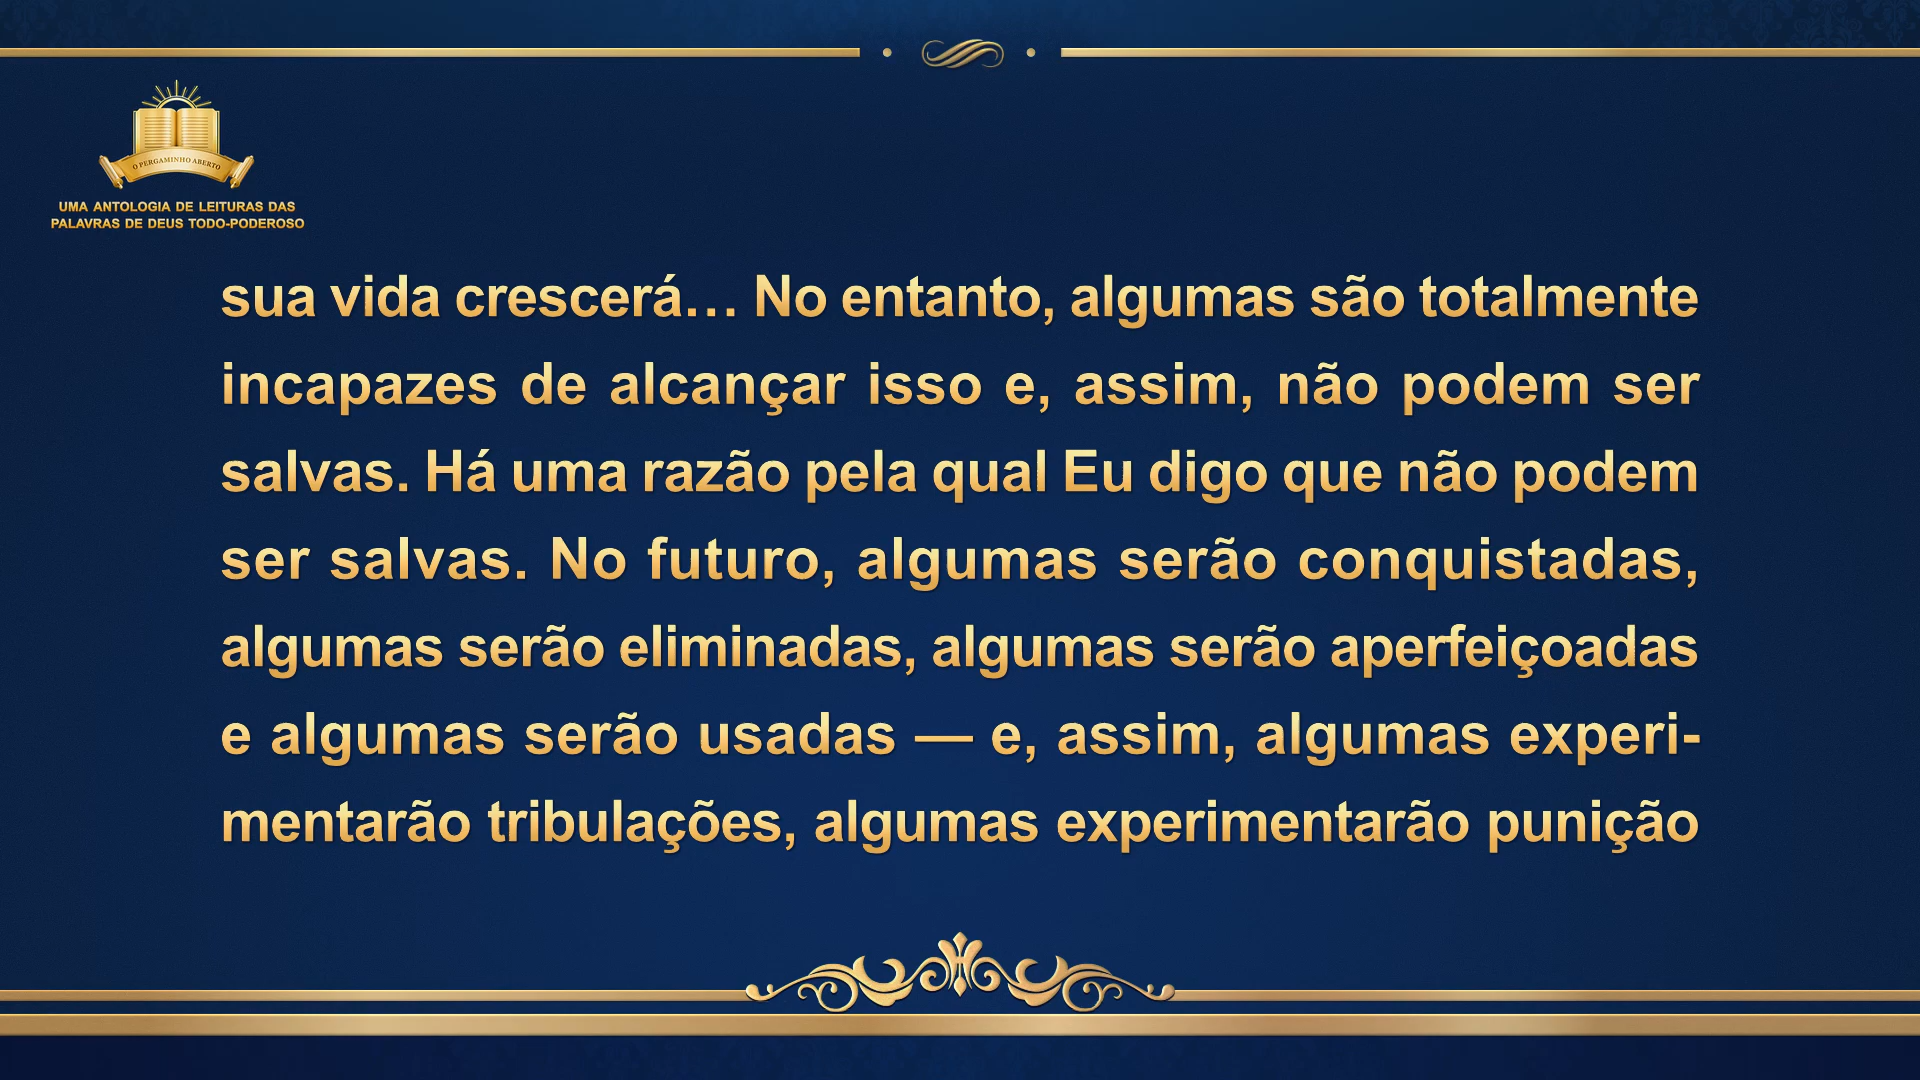 O PERGAMINHO ABERTO
UMA ANTOLOGIA DE LEITURAS DAS
PALAVRAS DE DEUS TODO-PODEROSO
sua vida crescerá… No entanto, algumas são totalmente
incapazes de alcançar isso e, assim, não podem ser
salvas. Há uma razão pela qual Eu digo que não podem
ser salvas. No futuro, algumas serão conquistadas,
algumas serão eliminadas, algumas serão aperfeiçoadas
e algumas serão usadas — e, assim, algumas experi-
mentarão tribulações, algumas experimentarão punição